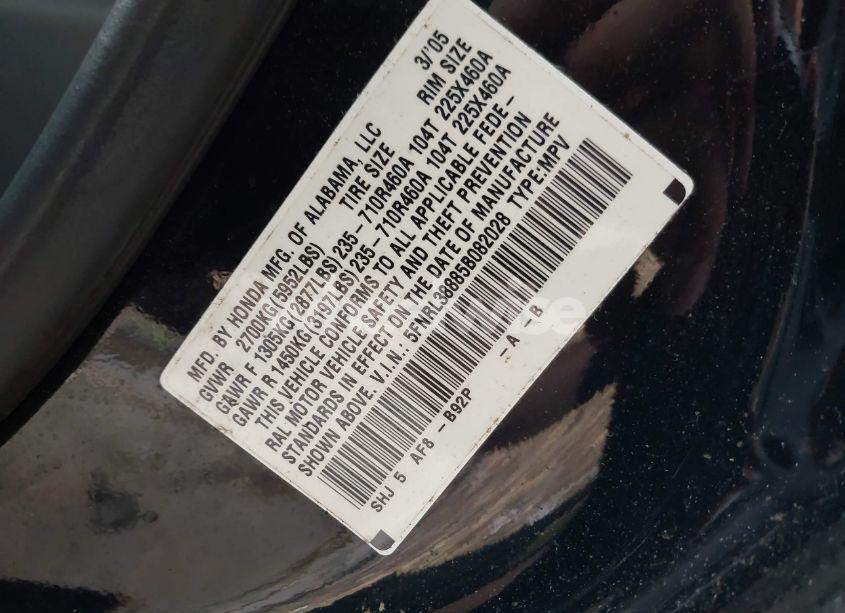 MFD. BY HONDA MFG. OF ALABAMA, LLC 3/'05
GVWR 2700KG(5952LBS) TIRE SIZE RIM SIZE
GAWR F 1305KG(2877LBS) 235-710R460A 104T 225X460A
GAWR R 1450KG(3197LBS) 235-710R460A 104T 225X460A
THIS VEHICLE CONFORMS TO ALL APPLICABLE FEDE-
RAL MOTOR VEHICLE SAFETY AND THEFT PREVENTION
STANDARDS IN EFFECT ON THE DATE OF MANUFACTURE
SHOWN ABOVE. V.I.N.: 5FNRL38885B082028 TYPE:MPV
SHJ 5 AF8 -B92P -A -B